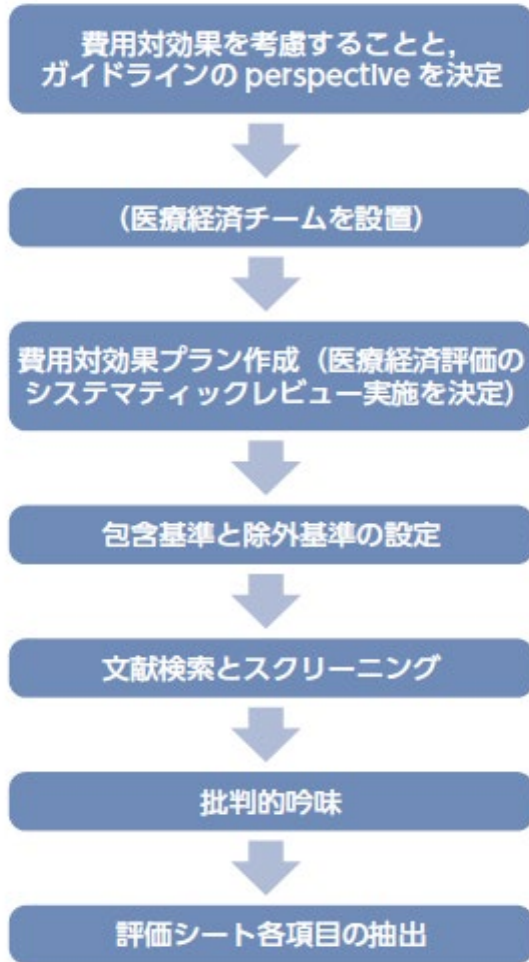 費用対効果を考慮することと，
ガイドラインの perspective を決定
（医療経済チームを設置）
費用対効果プラン作成（医療経済評価の
システマティックレビュー実施を決定）
包含基準と除外基準の設定
文献検索とスクリーニング
批判的吟味
評価シート各項目の抽出